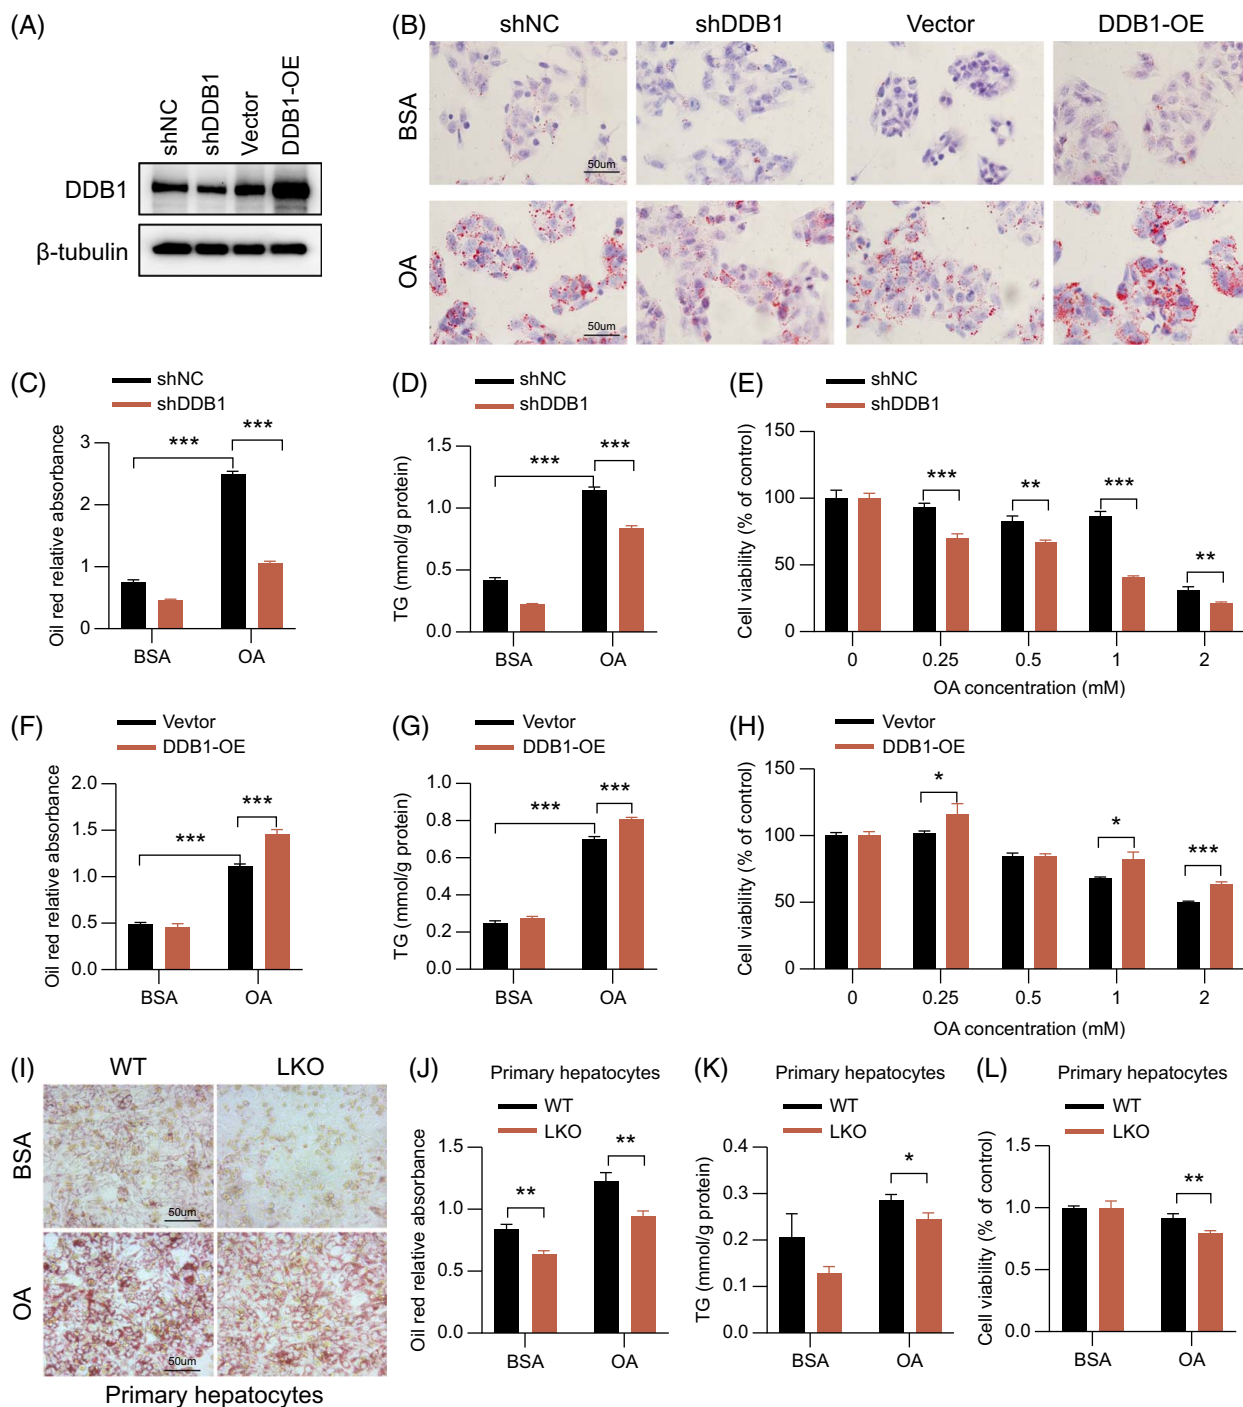 (A)
shNC
shDDB1
Vector
DDB1-OE
DDB1
β-tubulin
(B)
shNC
shDDB1
Vector
DDB1-OE
BSA
50um
50um
OA
50um
50um
(C)
shNC
shDDB1
Oil red relative absorbance
3
2
1
0
***
***
BSA
OA
(D)
shNC
shDDB1
TG (mmol/g protein)
1.5
1.0
0.5
0.0
***
***
BSA
OA
(E)
shNC
shDDB1
Cell viability (% of control)
150
100
50
0
***
**
***
**
0
0.25
0.5
1
2
OA concentration (mM)
(F)
Vevtor
DDB1-OE
Oil red relative absorbance
2.0
1.5
1.0
0.5
0.0
***
***
BSA
OA
(G)
Vevtor
DDB1-OE
TG (mmol/g protein)
0.8
0.6
0.4
0.2
0.0
***
***
BSA
OA
(H)
Vevtor
DDB1-OE
Cell viability (% of control)
150
100
50
0
*
*
***
0
0.25
0.5
1
2
OA concentration (mM)
(I)
WT
LKO
BSA
50um
OA
50um
Primary hepatocytes
(J)
Primary hepatocytes
WT
LKO
Oil red relative absorbance
1.5
1.0
0.5
0.0
**
**
BSA
OA
(K)
Primary hepatocytes
WT
LKO
TG (mmol/g protein)
0.4
0.3
0.2
0.1
0.0
*
BSA
OA
(L)
Primary hepatocytes
WT
LKO
Cell viability (% of control)
1.5
1.0
0.5
0.0
**
BSA
OA